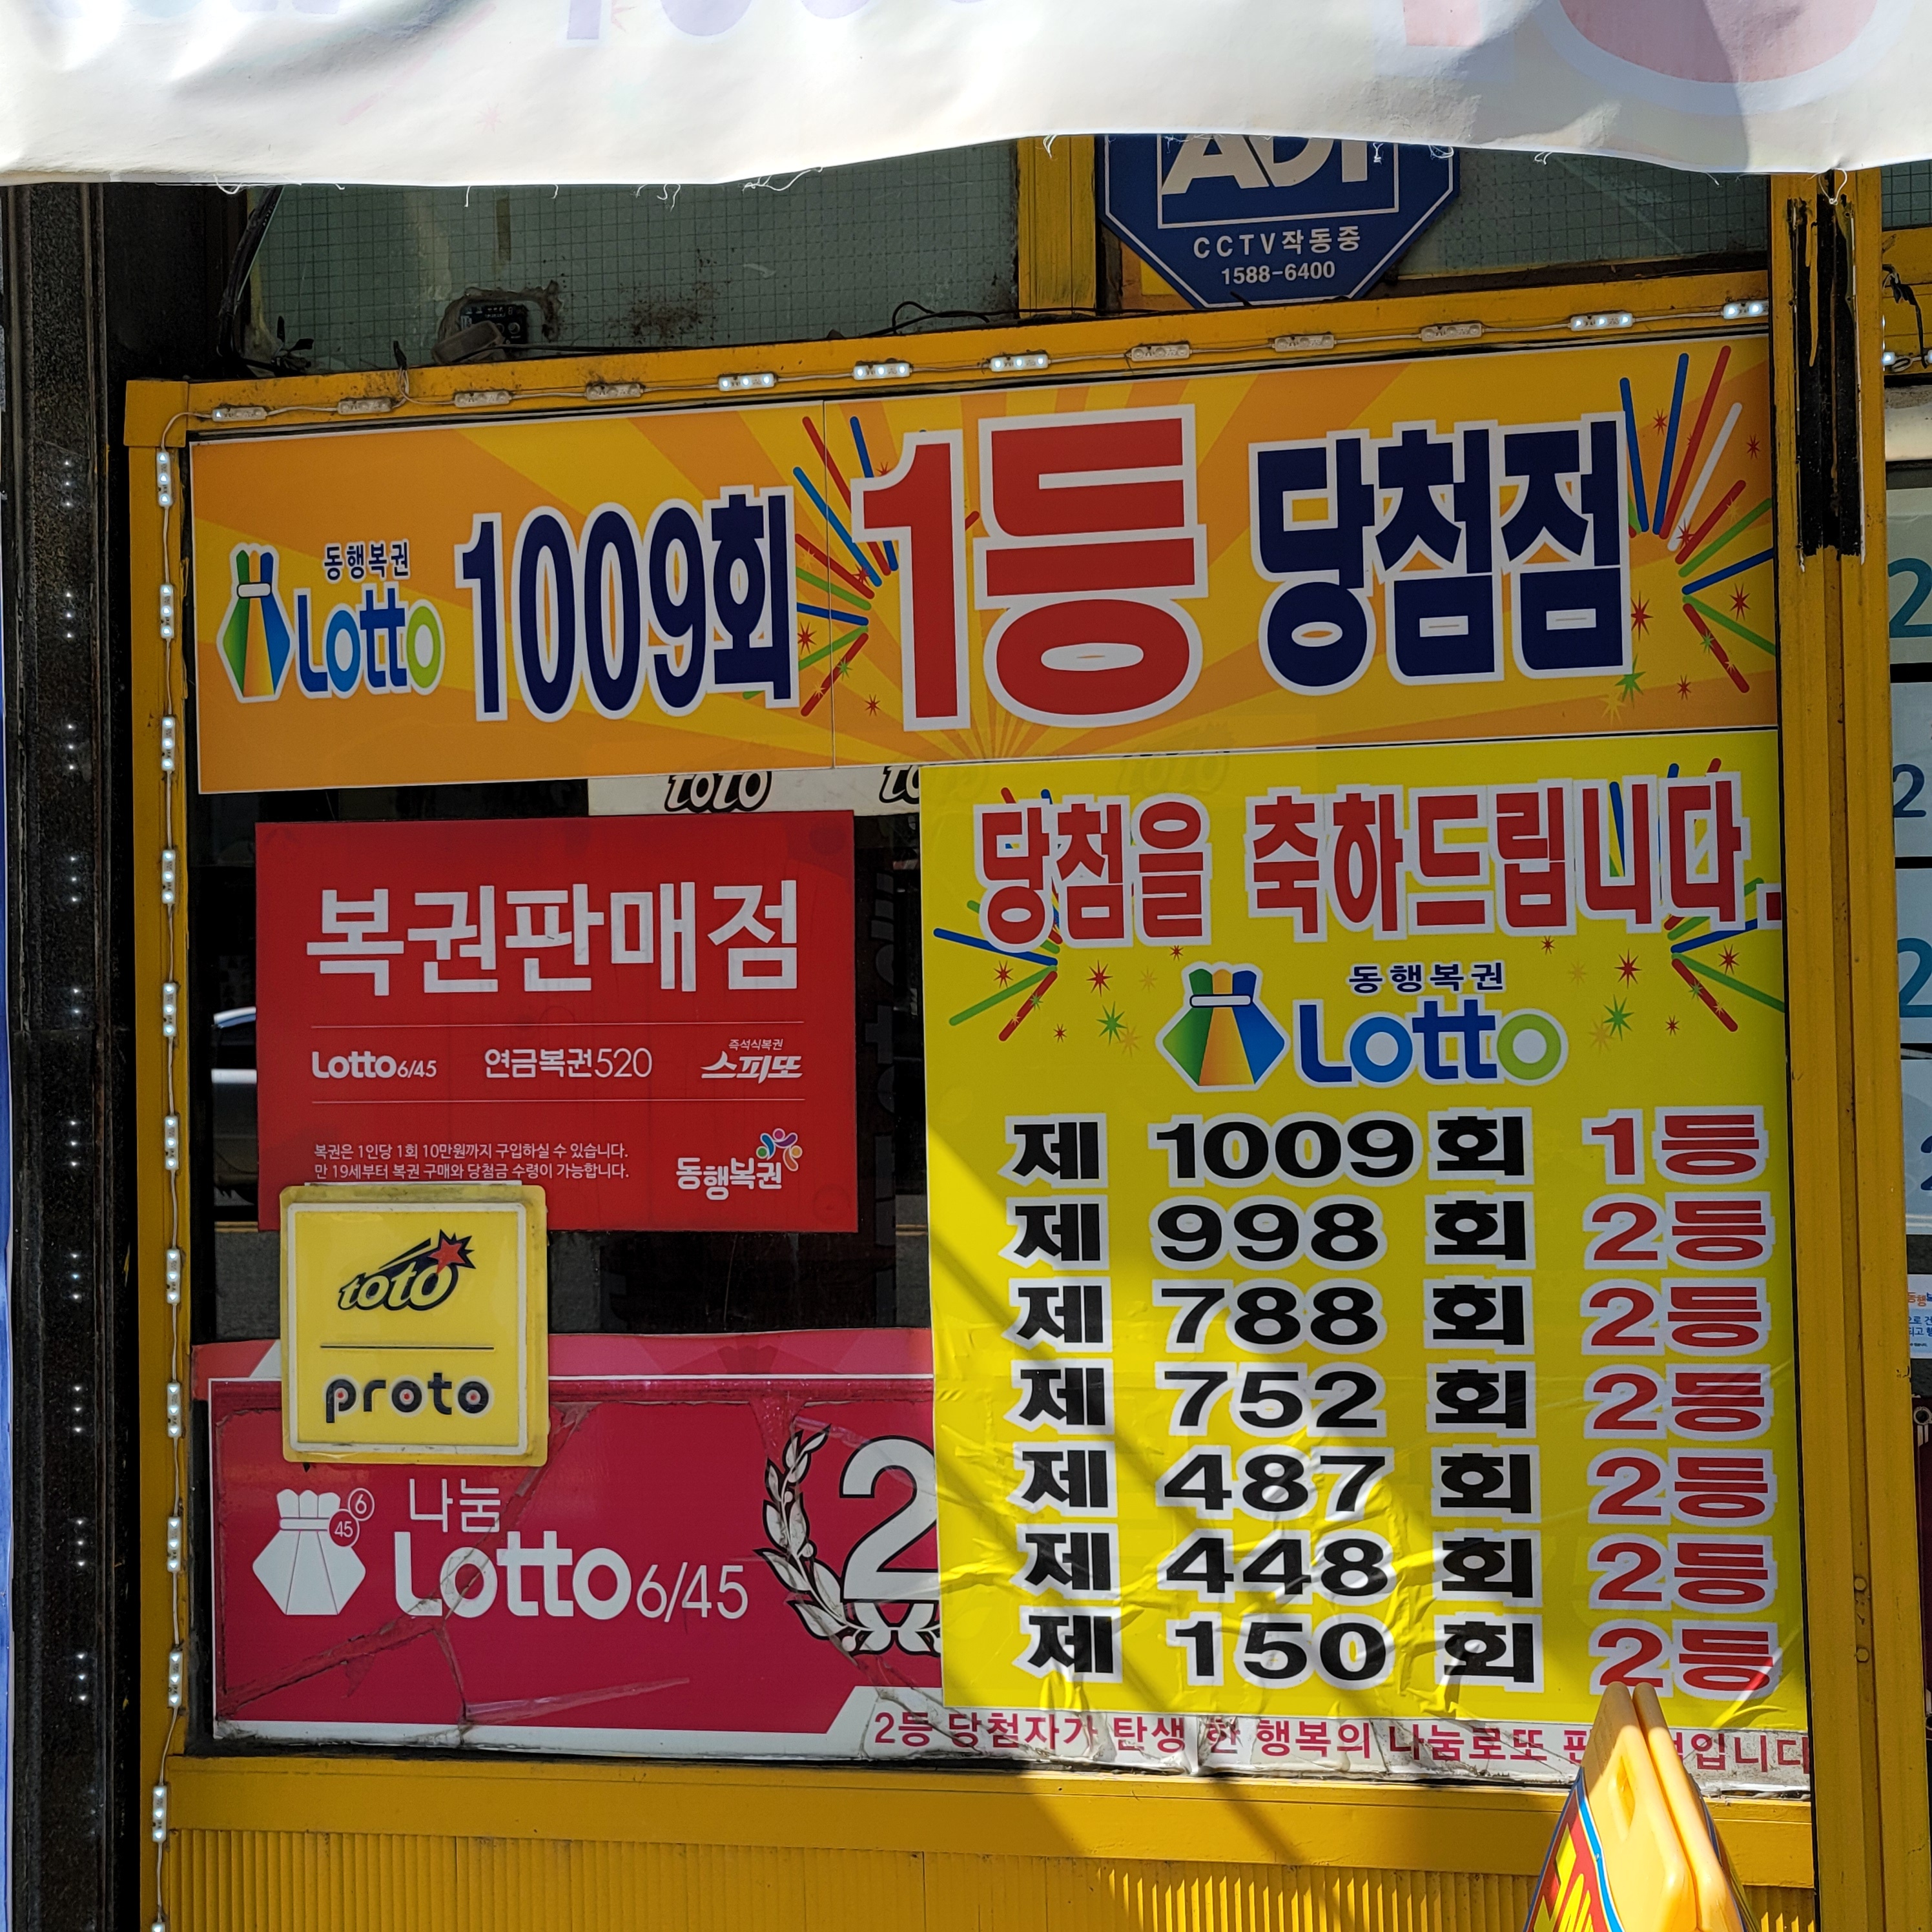 ADT
CCTV작동중
1588-6400
동행복권
Lotto
1009회
1등
당첨점
toto
복권판매점
Lotto6/45
연금복권520
즉석식복권
스피또
복권은 1인당 1회 10만원까지 구입하실 수 있습니다.
만 19세부터 복권 구매와 당첨금 수령이 가능합니다.
동행복권
toto
proto
나눔
Lotto6/45
6
45
2
당첨을 축하드립니다.
동행복권
Lotto
제 1009 회 1등
제 998 회 2등
제 788 회 2등
제 752 회 2등
제 487 회 2등
제 448 회 2등
제 150 회 2등
2등 당첨자가 탄생 한 행복의 나눔로또